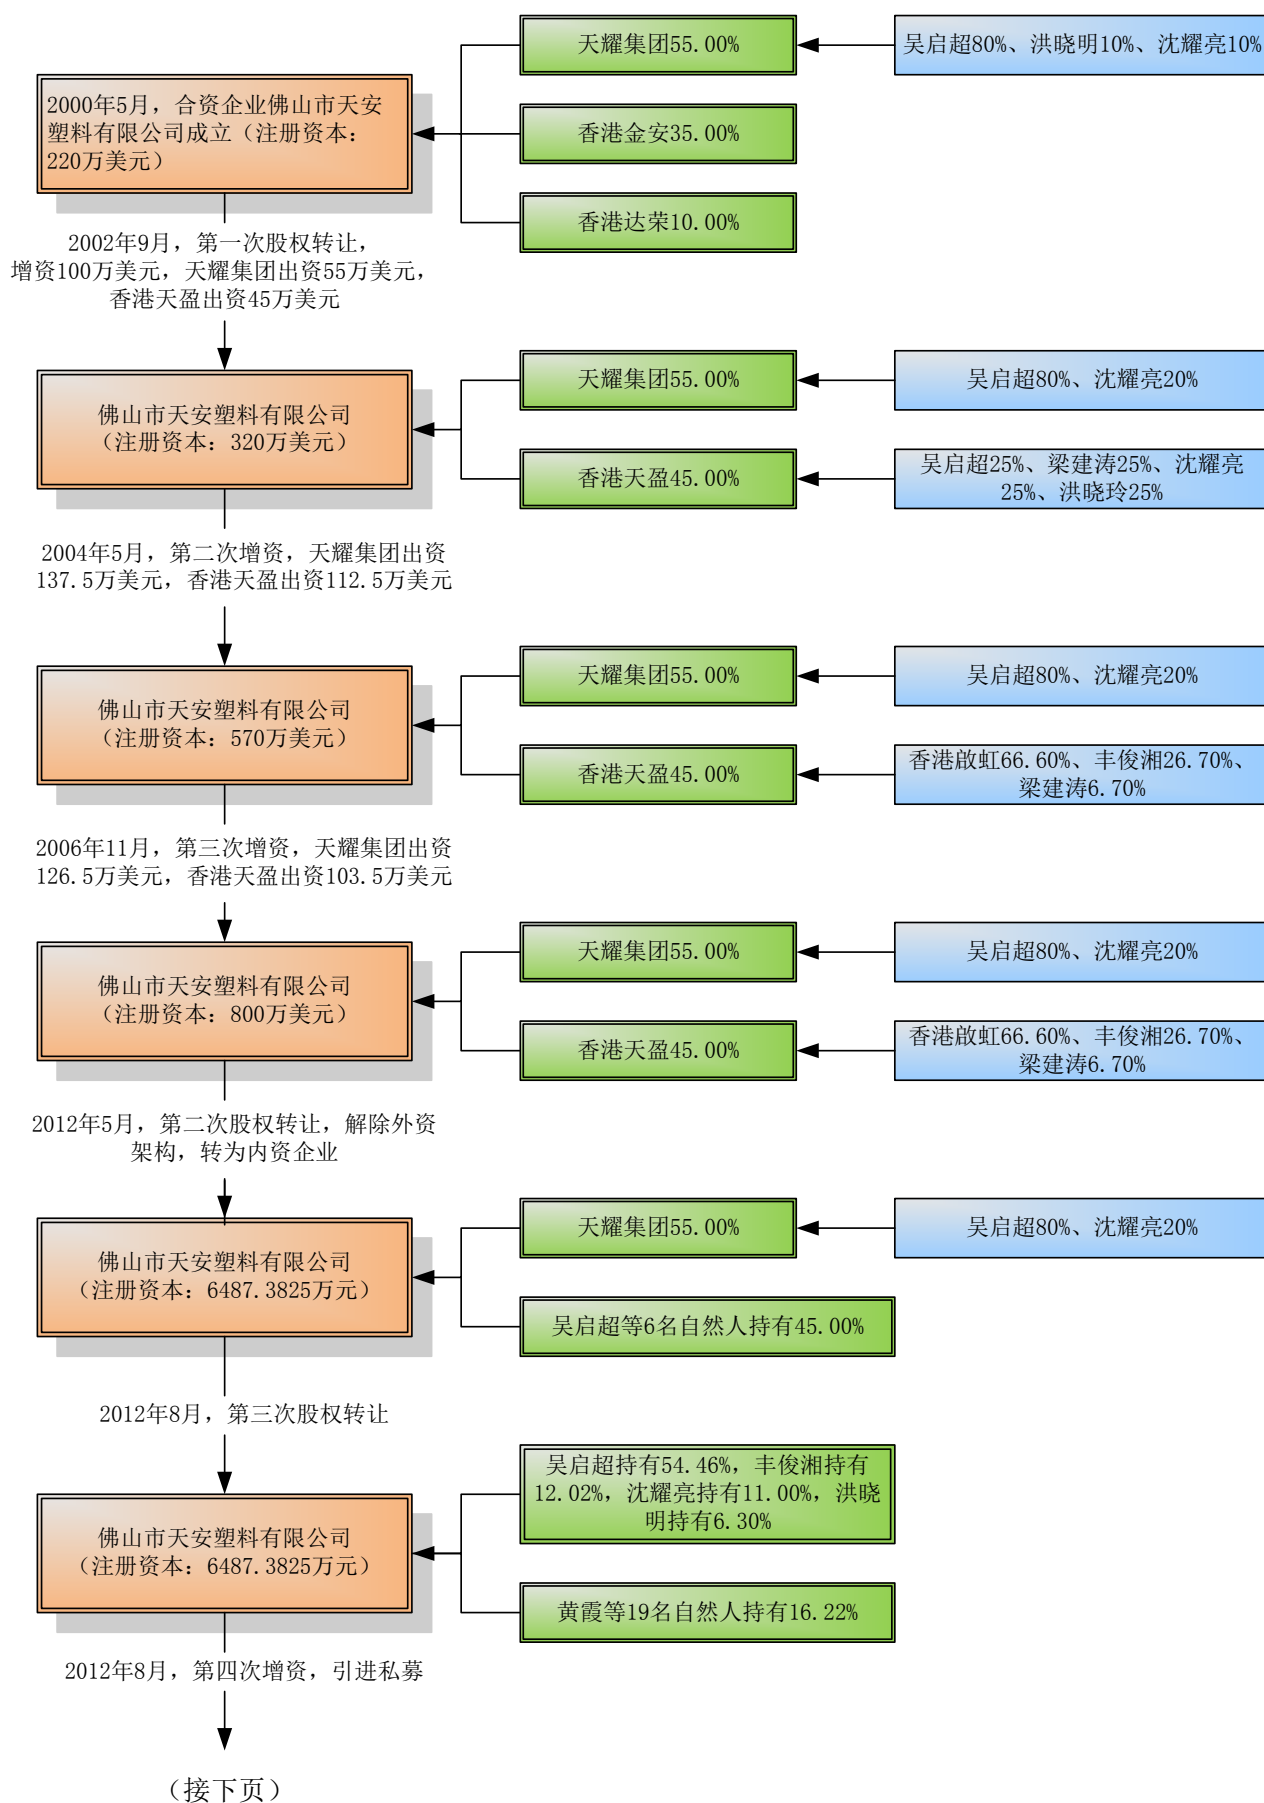 2000年5月，合资企业佛山市天安
塑料有限公司成立（注册资本：
220万美元）
天耀集团55.00%
吴启超80%、洪晓明10%、沈耀亮10%
香港金安35.00%
香港达荣10.00%
2002年9月，第一次股权转让，
增资100万美元，天耀集团出资55万美元，
香港天盈出资45万美元
佛山市天安塑料有限公司
（注册资本：320万美元）
天耀集团55.00%
吴启超80%、沈耀亮20%
香港天盈45.00%
吴启超25%、梁建涛25%、沈耀亮
25%、洪晓玲25%
2004年5月，第二次增资，天耀集团出资
137.5万美元，香港天盈出资112.5万美元
佛山市天安塑料有限公司
（注册资本：570万美元）
天耀集团55.00%
吴启超80%、沈耀亮20%
香港天盈45.00%
香港啟虹66.60%、丰俊湘26.70%、
梁建涛6.70%
2006年11月，第三次增资，天耀集团出资
126.5万美元，香港天盈出资103.5万美元
佛山市天安塑料有限公司
（注册资本：800万美元）
天耀集团55.00%
吴启超80%、沈耀亮20%
香港天盈45.00%
香港啟虹66.60%、丰俊湘26.70%、
梁建涛6.70%
2012年5月，第二次股权转让，解除外资
架构，转为内资企业
佛山市天安塑料有限公司
（注册资本：6487.3825万元）
天耀集团55.00%
吴启超80%、沈耀亮20%
吴启超等6名自然人持有45.00%
2012年8月，第三次股权转让
佛山市天安塑料有限公司
（注册资本：6487.3825万元）
吴启超持有54.46%，丰俊湘持有
12.02%，沈耀亮持有11.00%，洪晓
明持有6.30%
黄霞等19名自然人持有16.22%
2012年8月，第四次增资，引进私募
（接下页）